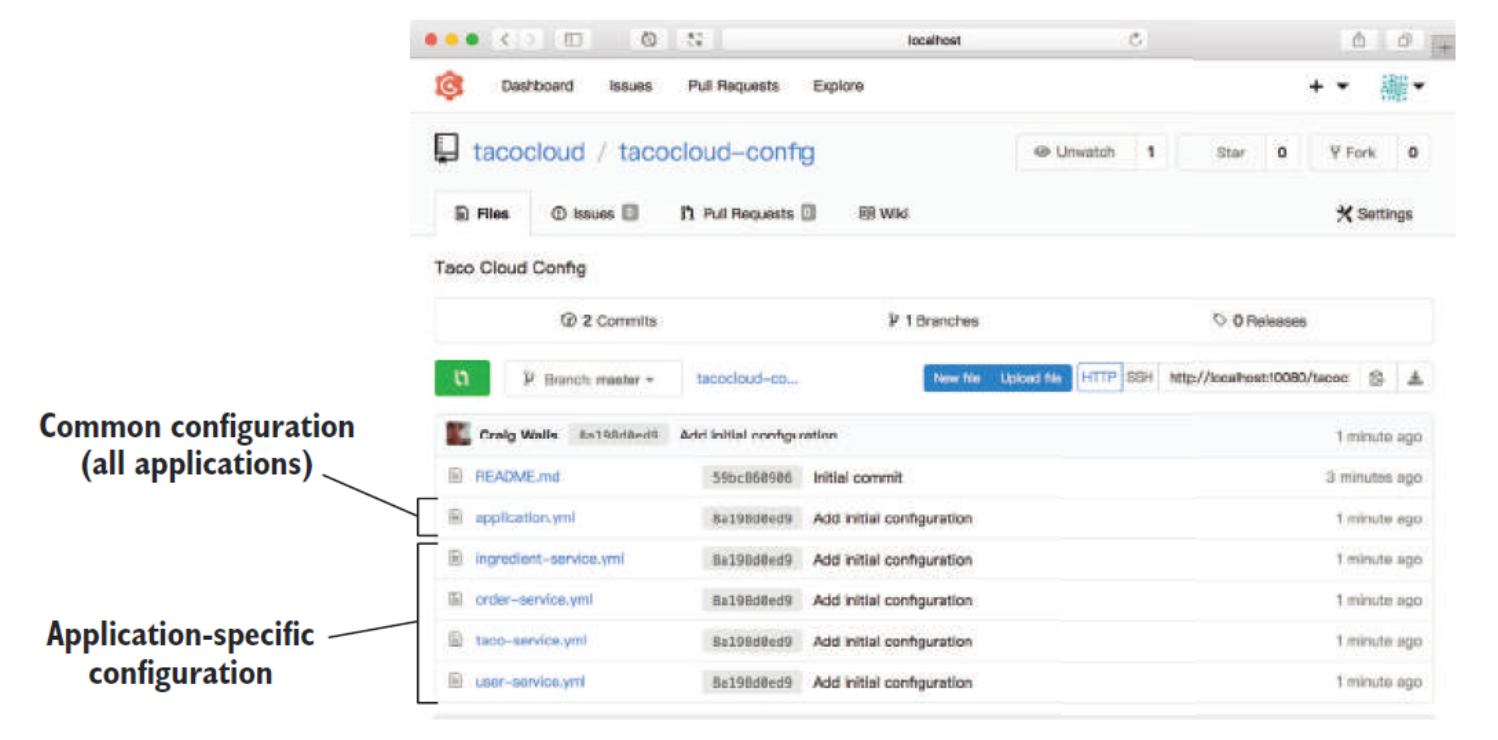 localhost
Dashboard Issues Pull Requests Explore
tacocloud / tacocloud-config
Unwatch 1 Star 0 Fork 0
Files Issues 0 Pull Requests 0 Wiki Settings
Taco Cloud Config
2 Commits 1 Branches 0 Releases
Branch: master tacocloud-co... New file Upload file HTTP SSH http://localhost:10080/tacoc
Common configuration
(all applications)
Craig Walls 8a198d0ed9 Add initial configuration 1 minute ago
README.md 59bc860906 Initial commit 3 minutes ago
application.yml 8a198d0ed9 Add initial configuration 1 minute ago
ingredient-service.yml 8a198d0ed9 Add initial configuration 1 minute ago
order-service.yml 8a198d0ed9 Add initial configuration 1 minute ago
Application-specific
configuration
taco-service.yml 8a198d0ed9 Add initial configuration 1 minute ago
user-service.yml 8a198d0ed9 Add initial configuration 1 minute ago